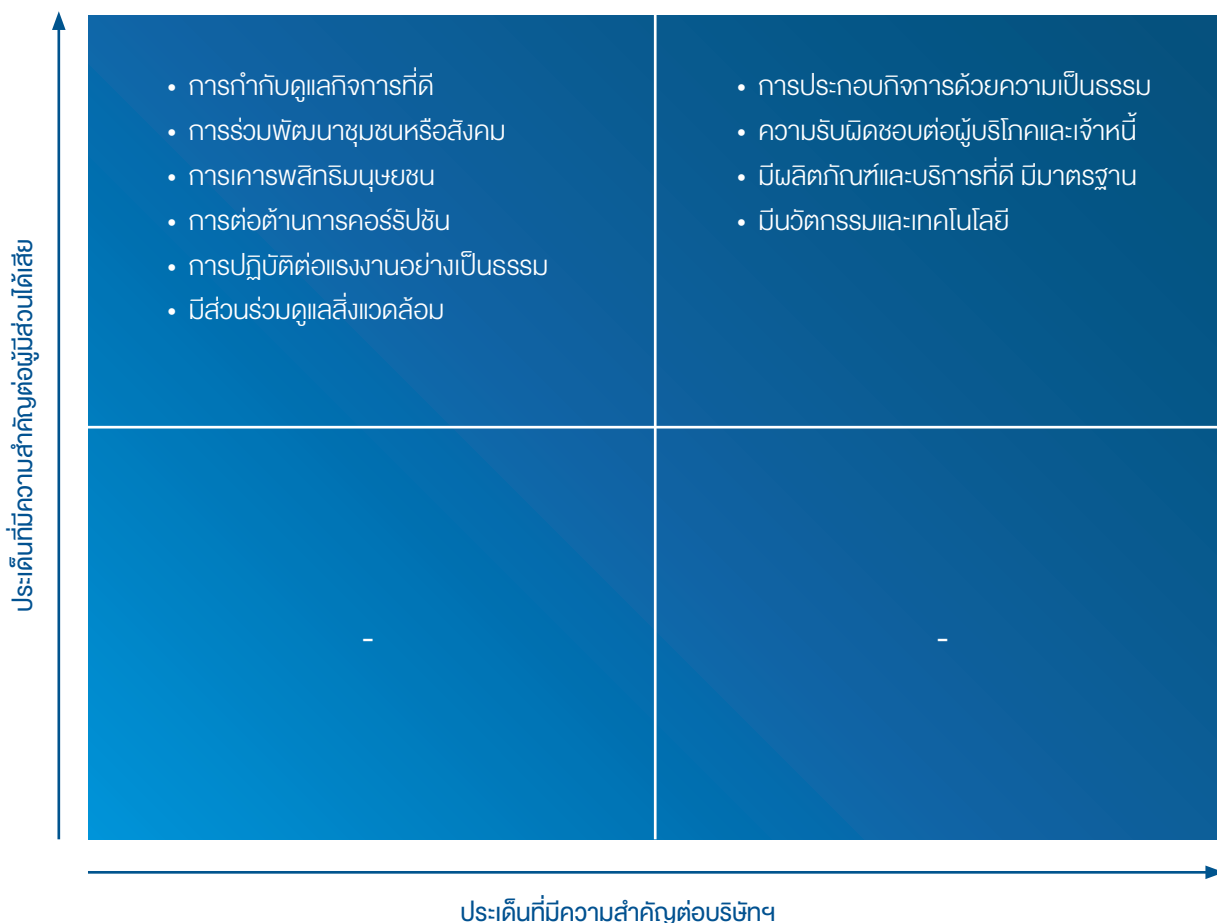 ประเด็นที่มีความสำคัญต่อผู้มีส่วนได้เสีย
• การกำกับดูแลกิจการที่ดี
• การร่วมพัฒนาชุมชนหรือสังคม
• การเคารพสิทธิมนุษยชน
• การต่อต้านการคอร์รัปชัน
• การปฏิบัติต่อแรงงานอย่างเป็นธรรม
• มีส่วนร่วมดูแลสิ่งแวดล้อม
• การประกอบกิจการด้วยความเป็นธรรม
• ความรับผิดชอบต่อผู้บริโภคและเจ้าหนี้
• มีผลิตภัณฑ์และบริการที่ดี มีมาตรฐาน
• มีนวัตกรรมและเทคโนโลยี
-
-
ประเด็นที่มีความสำคัญต่อบริษัทฯ